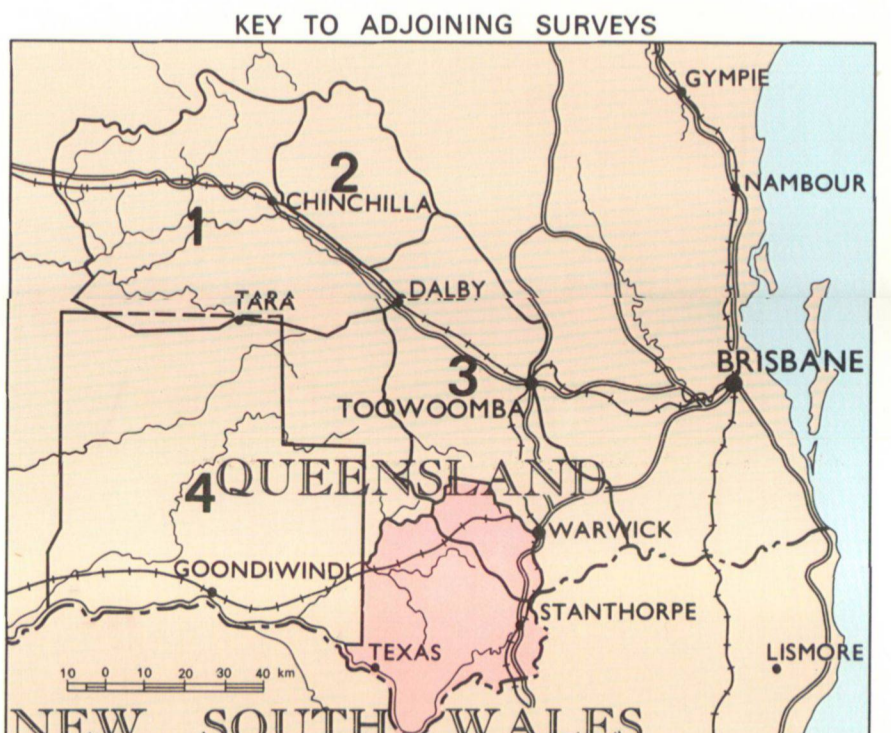 KEY TO ADJOINING SURVEYS
GYMPIE
2
NAMBOUR
CHINCHILLA
1
DALBY
TARA
BRISBANE
3
TOOWOOMBA
QUEENSLAND
4
WARWICK
GOONDIWINDI
STANTHORPE
TEXAS
LISMORE
10 0 10 20 30 40 km
NEW SOUTH WALES